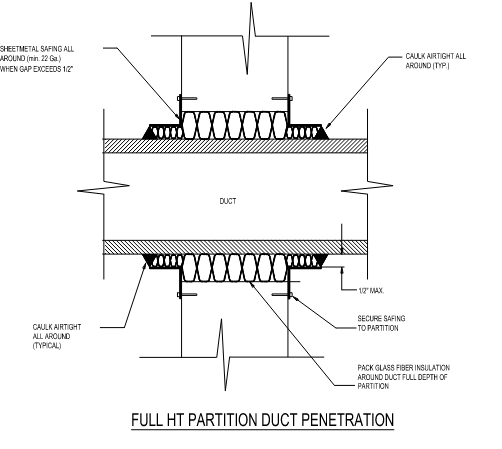 SHEETMETAL SAFING ALL
AROUND (min. 22 Ga.)
WHEN GAP EXCEEDS 1/2"
CAULK AIRTIGHT ALL
AROUND (TYP.)
DUCT
1/2" MAX.
CAULK AIRTIGHT
ALL AROUND
(TYPICAL)
SECURE SAFING
TO PARTITION
PACK GLASS FIBER INSULATION
AROUND DUCT FULL DEPTH OF
PARTITION
FULL HT PARTITION DUCT PENETRATION